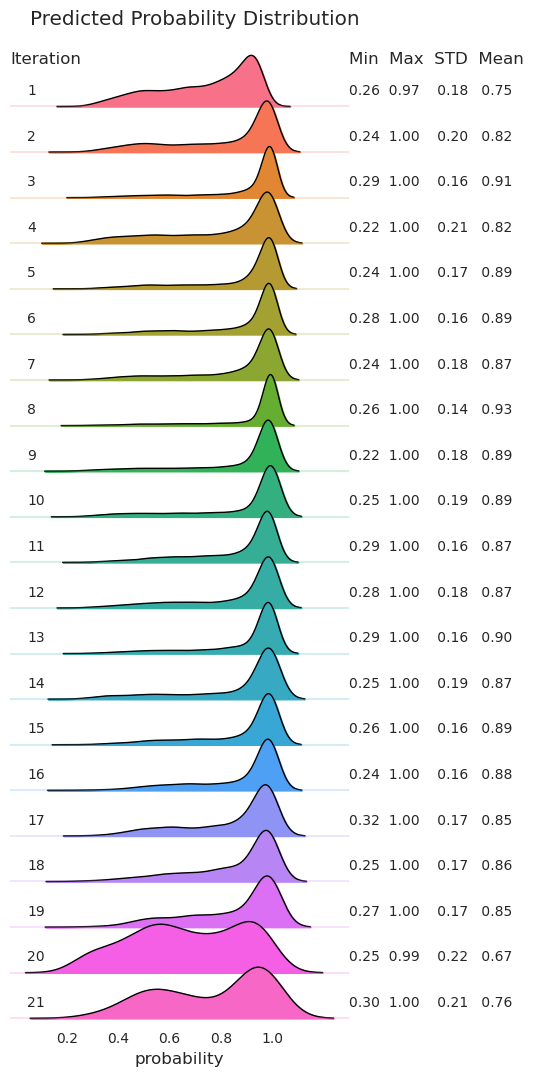 Predicted Probability Distribution
Iteration Min Max STD Mean
1 0.26 0.97 0.18 0.75
2 0.24 1.00 0.20 0.82
3 0.29 1.00 0.16 0.91
4 0.22 1.00 0.21 0.82
5 0.24 1.00 0.17 0.89
6 0.28 1.00 0.16 0.89
7 0.24 1.00 0.18 0.87
8 0.26 1.00 0.14 0.93
9 0.22 1.00 0.18 0.89
10 0.25 1.00 0.19 0.89
11 0.29 1.00 0.16 0.87
12 0.28 1.00 0.18 0.87
13 0.29 1.00 0.16 0.90
14 0.25 1.00 0.19 0.87
15 0.26 1.00 0.16 0.89
16 0.24 1.00 0.16 0.88
17 0.32 1.00 0.17 0.85
18 0.25 1.00 0.17 0.86
19 0.27 1.00 0.17 0.85
20 0.25 0.99 0.22 0.67
21 0.30 1.00 0.21 0.76
0.2 0.4 0.6 0.8 1.0
probability